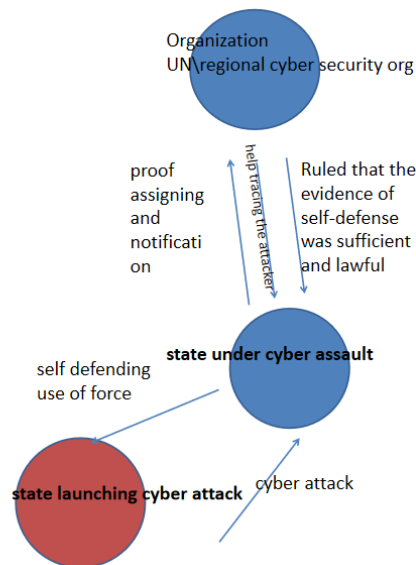 Organization
UN\regional cyber security org
proof
assigning
and
notificati
on
help tracing the attacker
Ruled that the
evidence of
self-defense
was sufficient
and lawful
state under cyber assault
self defending
use of force
state launching cyber attack
cyber attack